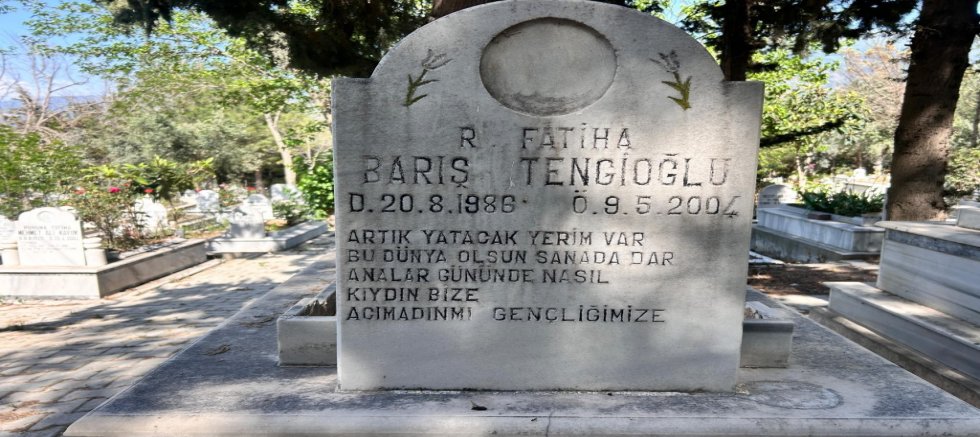 R. FATİHA
BARIŞ TENGİOĞLU
D.20.8.1986 Ö.9.5.2004
ARTIK YATACAK YERİM VAR
BU DÜNYA OLSUN SANADA DAR
ANALAR GÜNÜNDE NASIL
KIYDIN BİZE
ACIMADINMI GENÇLİĞİMİZE